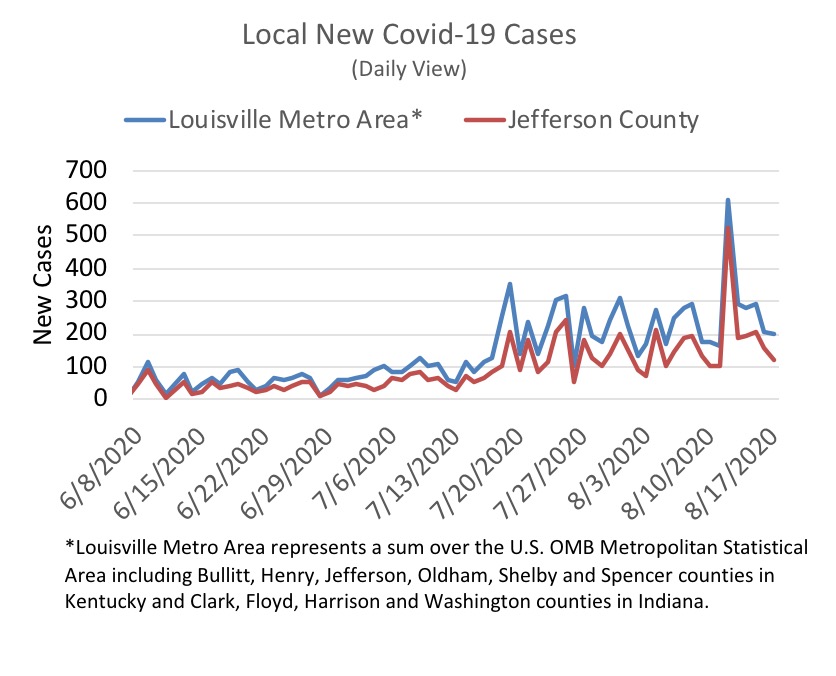 Local New Covid-19 Cases
(Daily View)
Louisville Metro Area* Jefferson County
New Cases
700
600
500
400
300
200
100
0
6/8/2020 6/15/2020 6/22/2020 6/29/2020 7/6/2020 7/13/2020 7/20/2020 7/27/2020 8/3/2020 8/10/2020 8/17/2020
*Louisville Metro Area represents a sum over the U.S. OMB Metropolitan Statistical
Area including Bullitt, Henry, Jefferson, Oldham, Shelby and Spencer counties in
Kentucky and Clark, Floyd, Harrison and Washington counties in Indiana.